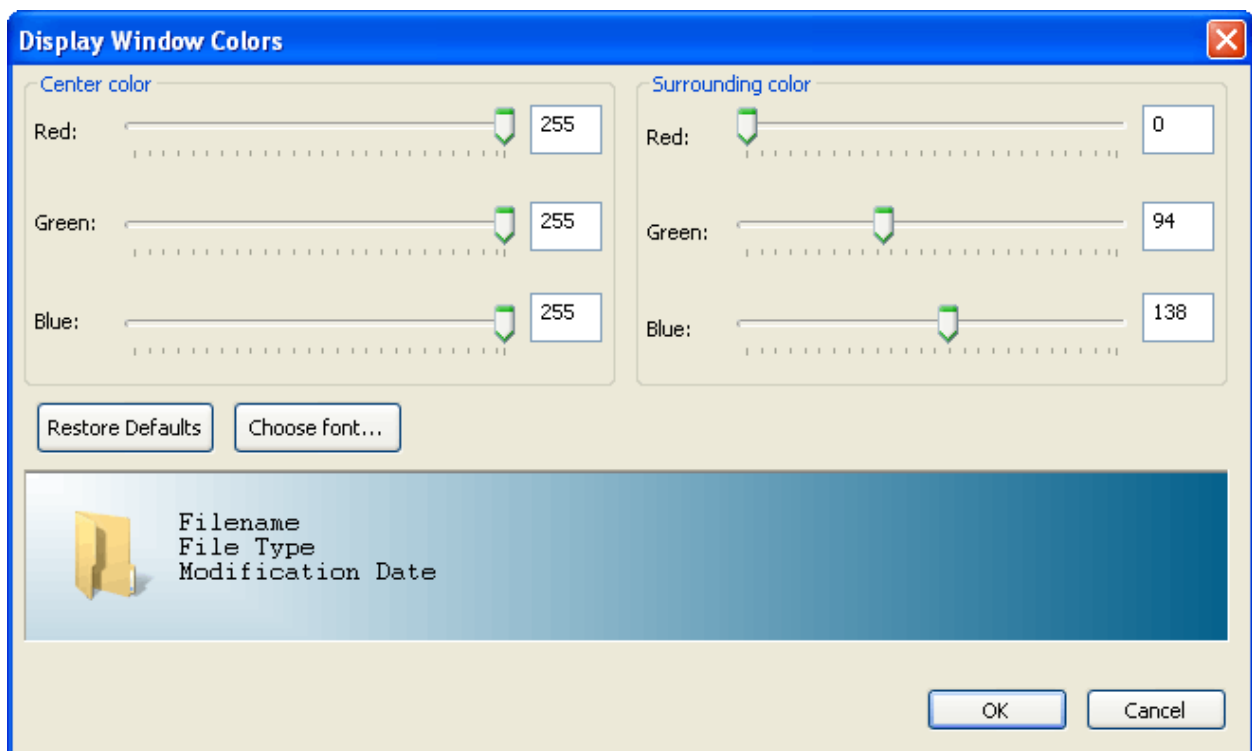 Display Window Colors
Center color
Red: 255
Green: 255
Blue: 255
Surrounding color
Red: 0
Green: 94
Blue: 138
Restore Defaults
Choose font...
Filename
File Type
Modification Date
OK
Cancel